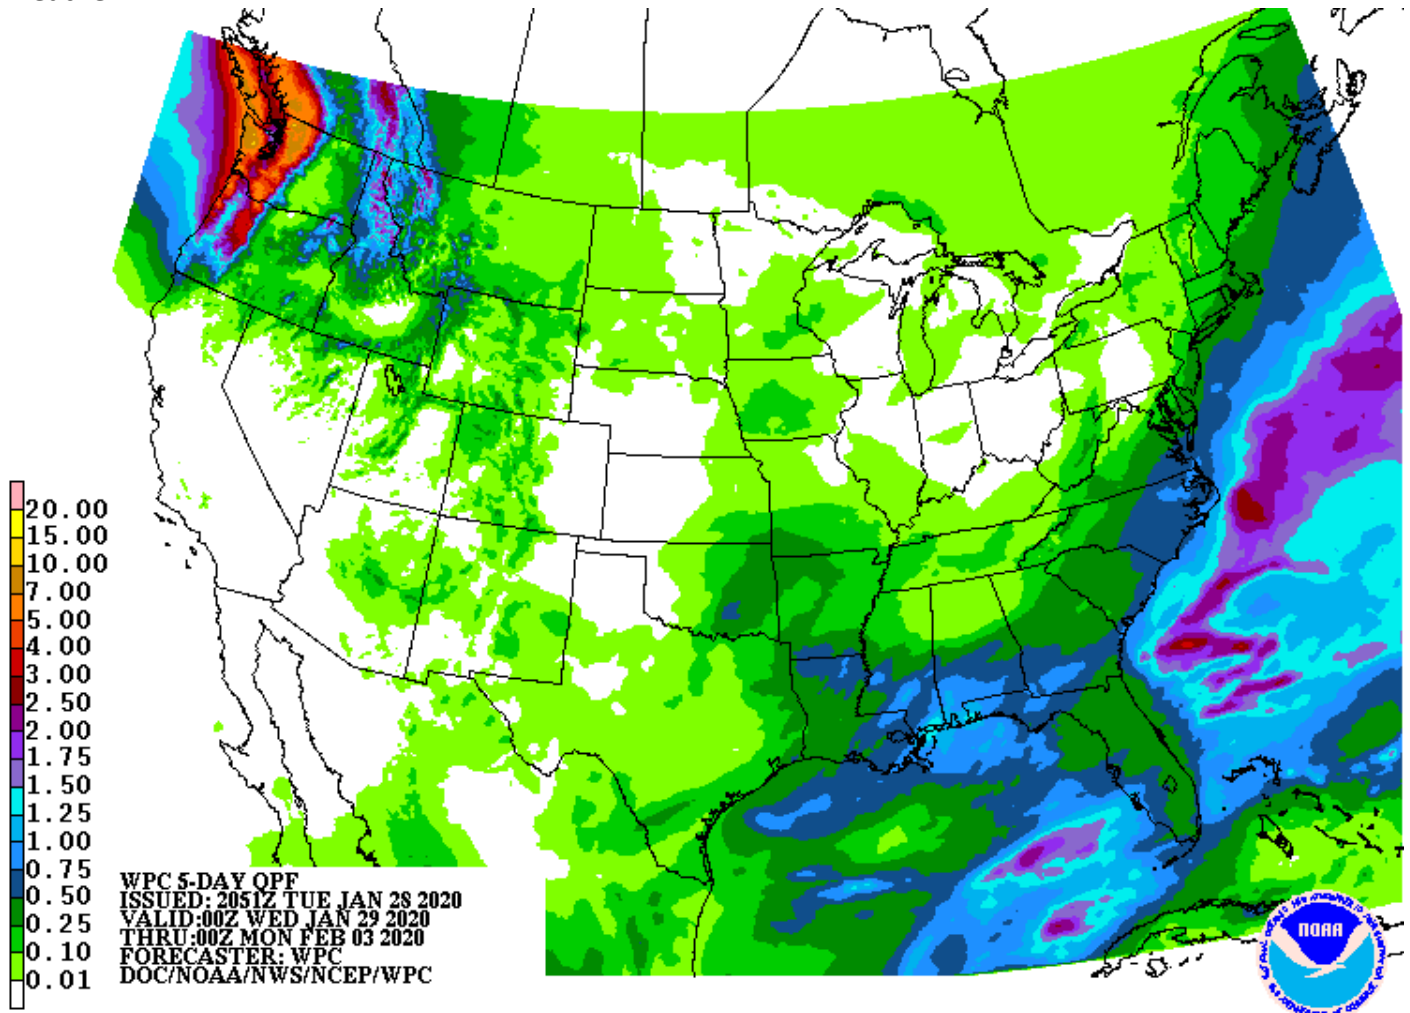 20.00
15.00
10.00
7.00
5.00
4.00
3.00
2.50
2.00
1.75
1.50
1.25
1.00
0.75
0.50
0.25
0.10
0.01
WPC 5-DAY QPF
ISSUED: 2051Z TUE JAN 28 2020
VALID:00Z WED JAN 29 2020
THRU:00Z MON FEB 03 2020
FORECASTER: WPC
DOC/NOAA/NWS/NCEP/WPC
NOAA